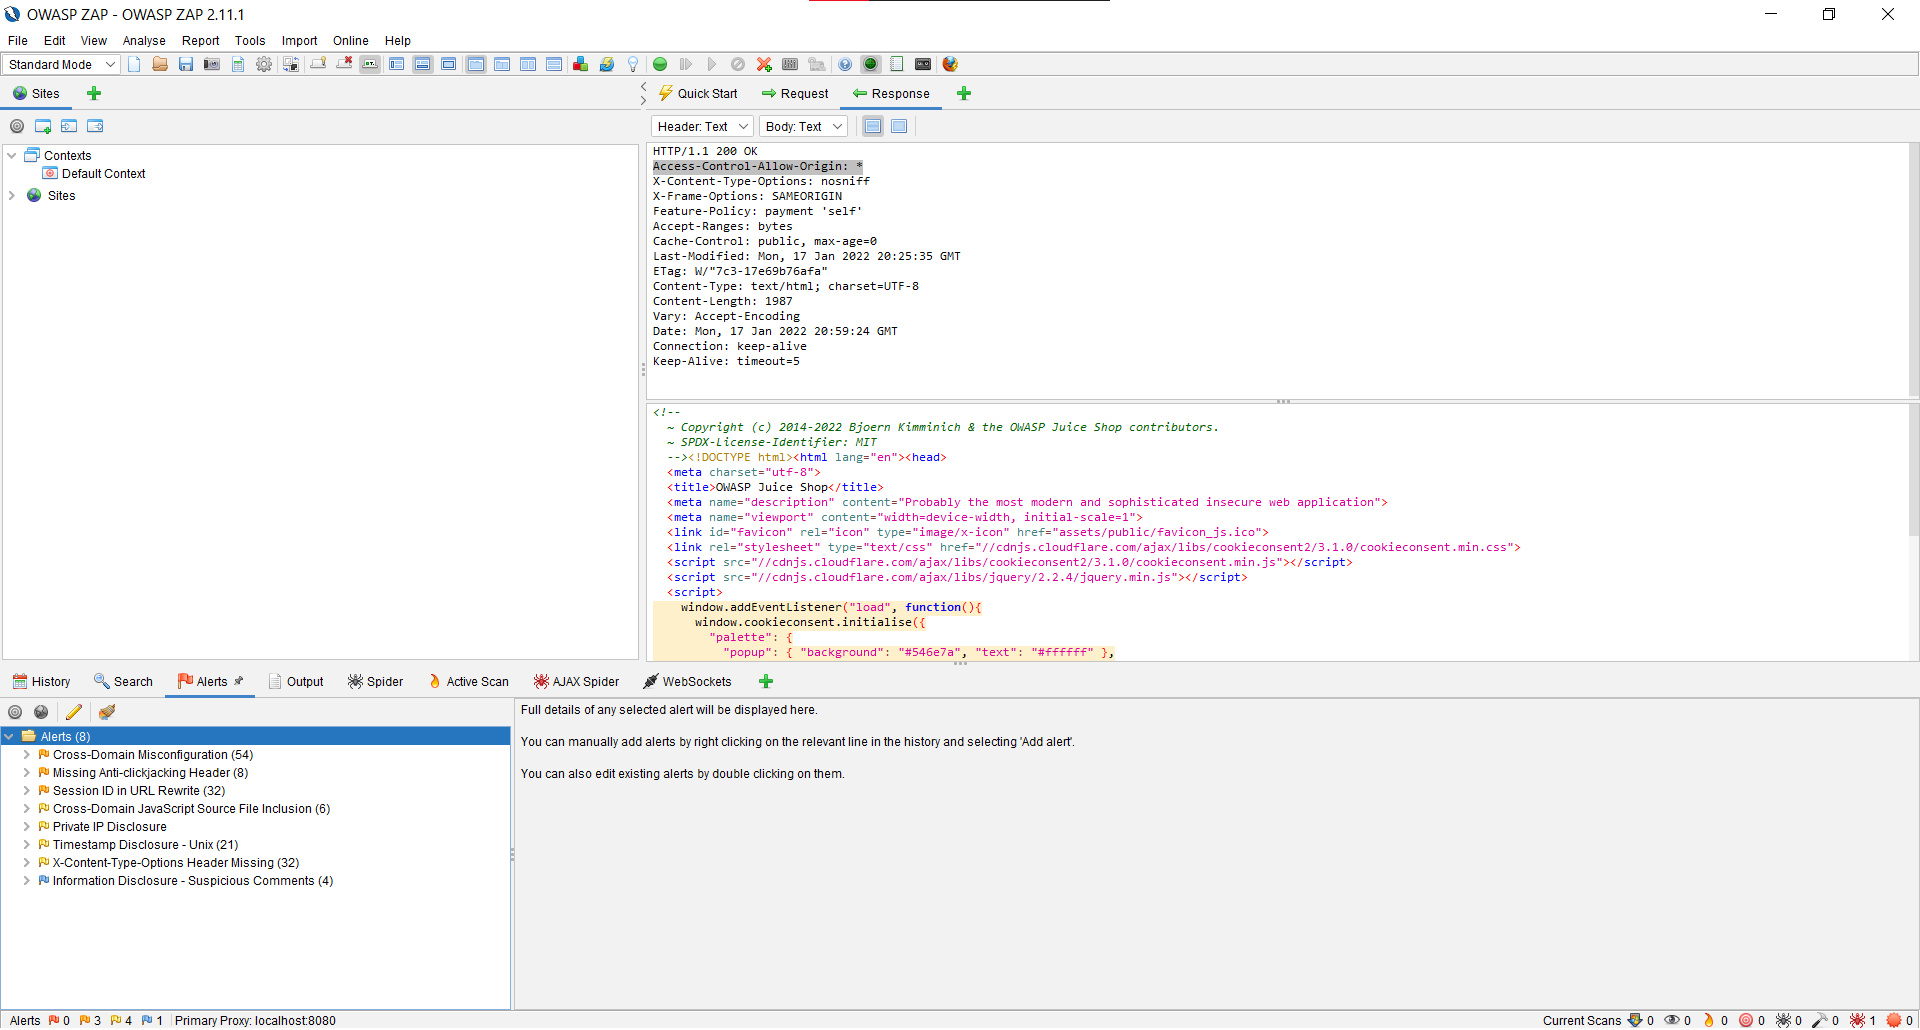 OWASP ZAP - OWASP ZAP 2.11.1
File Edit View Analyse Report Tools Import Online Help
Standard Mode
Sites
Quick Start Request Response
Header: Text Body: Text
Contexts
Default Context
Sites
HTTP/1.1 200 OK
Access-Control-Allow-Origin: *
X-Content-Type-Options: nosniff
X-Frame-Options: SAMEORIGIN
Feature-Policy: payment 'self'
Accept-Ranges: bytes
Cache-Control: public, max-age=0
Last-Modified: Mon, 17 Jan 2022 20:25:35 GMT
ETag: W/"7c3-17e69b76afa"
Content-Type: text/html; charset=UTF-8
Content-Length: 1987
Vary: Accept-Encoding
Date: Mon, 17 Jan 2022 20:59:24 GMT
Connection: keep-alive
Keep-Alive: timeout=5
<!--
~ Copyright (c) 2014-2022 Bjoern Kimminich & the OWASP Juice Shop contributors.
~ SPDX-License-Identifier: MIT
--><!DOCTYPE html><html lang="en"><head>
<meta charset="utf-8">
<title>OWASP Juice Shop</title>
<meta name="description" content="Probably the most modern and sophisticated insecure web application">
<meta name="viewport" content="width=device-width, initial-scale=1">
<link id="favicon" rel="icon" type="image/x-icon" href="assets/public/favicon_js.ico">
<link rel="stylesheet" type="text/css" href="//cdnjs.cloudflare.com/ajax/libs/cookieconsent2/3.1.0/cookieconsent.min.css">
<script src="//cdnjs.cloudflare.com/ajax/libs/cookieconsent2/3.1.0/cookieconsent.min.js"></script>
<script src="//cdnjs.cloudflare.com/ajax/libs/jquery/2.2.4/jquery.min.js"></script>
<script>
window.addEventListener("load", function(){
window.cookieconsent.initialise({
"palette": {
"popup": { "background": "#546e7a", "text": "#ffffff" },
History Search Alerts Output Spider Active Scan AJAX Spider WebSockets
Alerts (8)
Cross-Domain Misconfiguration (54)
Missing Anti-clickjacking Header (8)
Session ID in URL Rewrite (32)
Cross-Domain JavaScript Source File Inclusion (6)
Private IP Disclosure
Timestamp Disclosure - Unix (21)
X-Content-Type-Options Header Missing (32)
Information Disclosure - Suspicious Comments (4)
Full details of any selected alert will be displayed here.
You can manually add alerts by right clicking on the relevant line in the history and selecting 'Add alert'.
You can also edit existing alerts by double clicking on them.
Alerts 0 3 4 1 Primary Proxy: localhost:8080
Current Scans 0 0 0 0 0 0 1 0